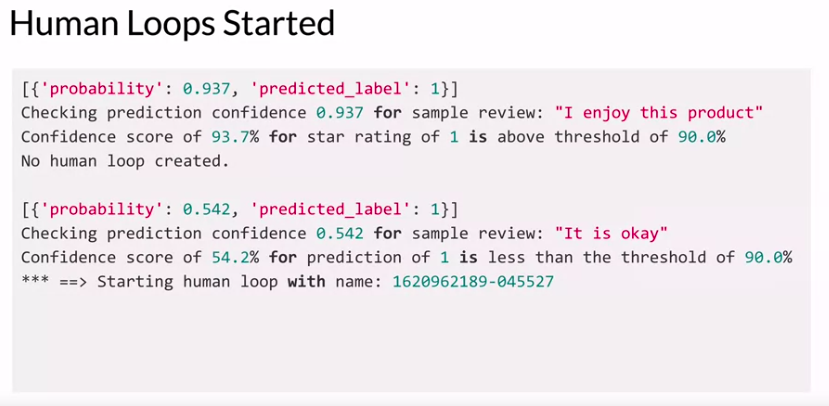 Human Loops Started
[{'probability': 0.937, 'predicted_label': 1}]
Checking prediction confidence 0.937 for sample review: "I enjoy this product"
Confidence score of 93.7% for star rating of 1 is above threshold of 90.0%
No human loop created.
[{'probability': 0.542, 'predicted_label': 1}]
Checking prediction confidence 0.542 for sample review: "It is okay"
Confidence score of 54.2% for prediction of 1 is less than the threshold of 90.0%
*** ==> Starting human loop with name: 1620962189-045527